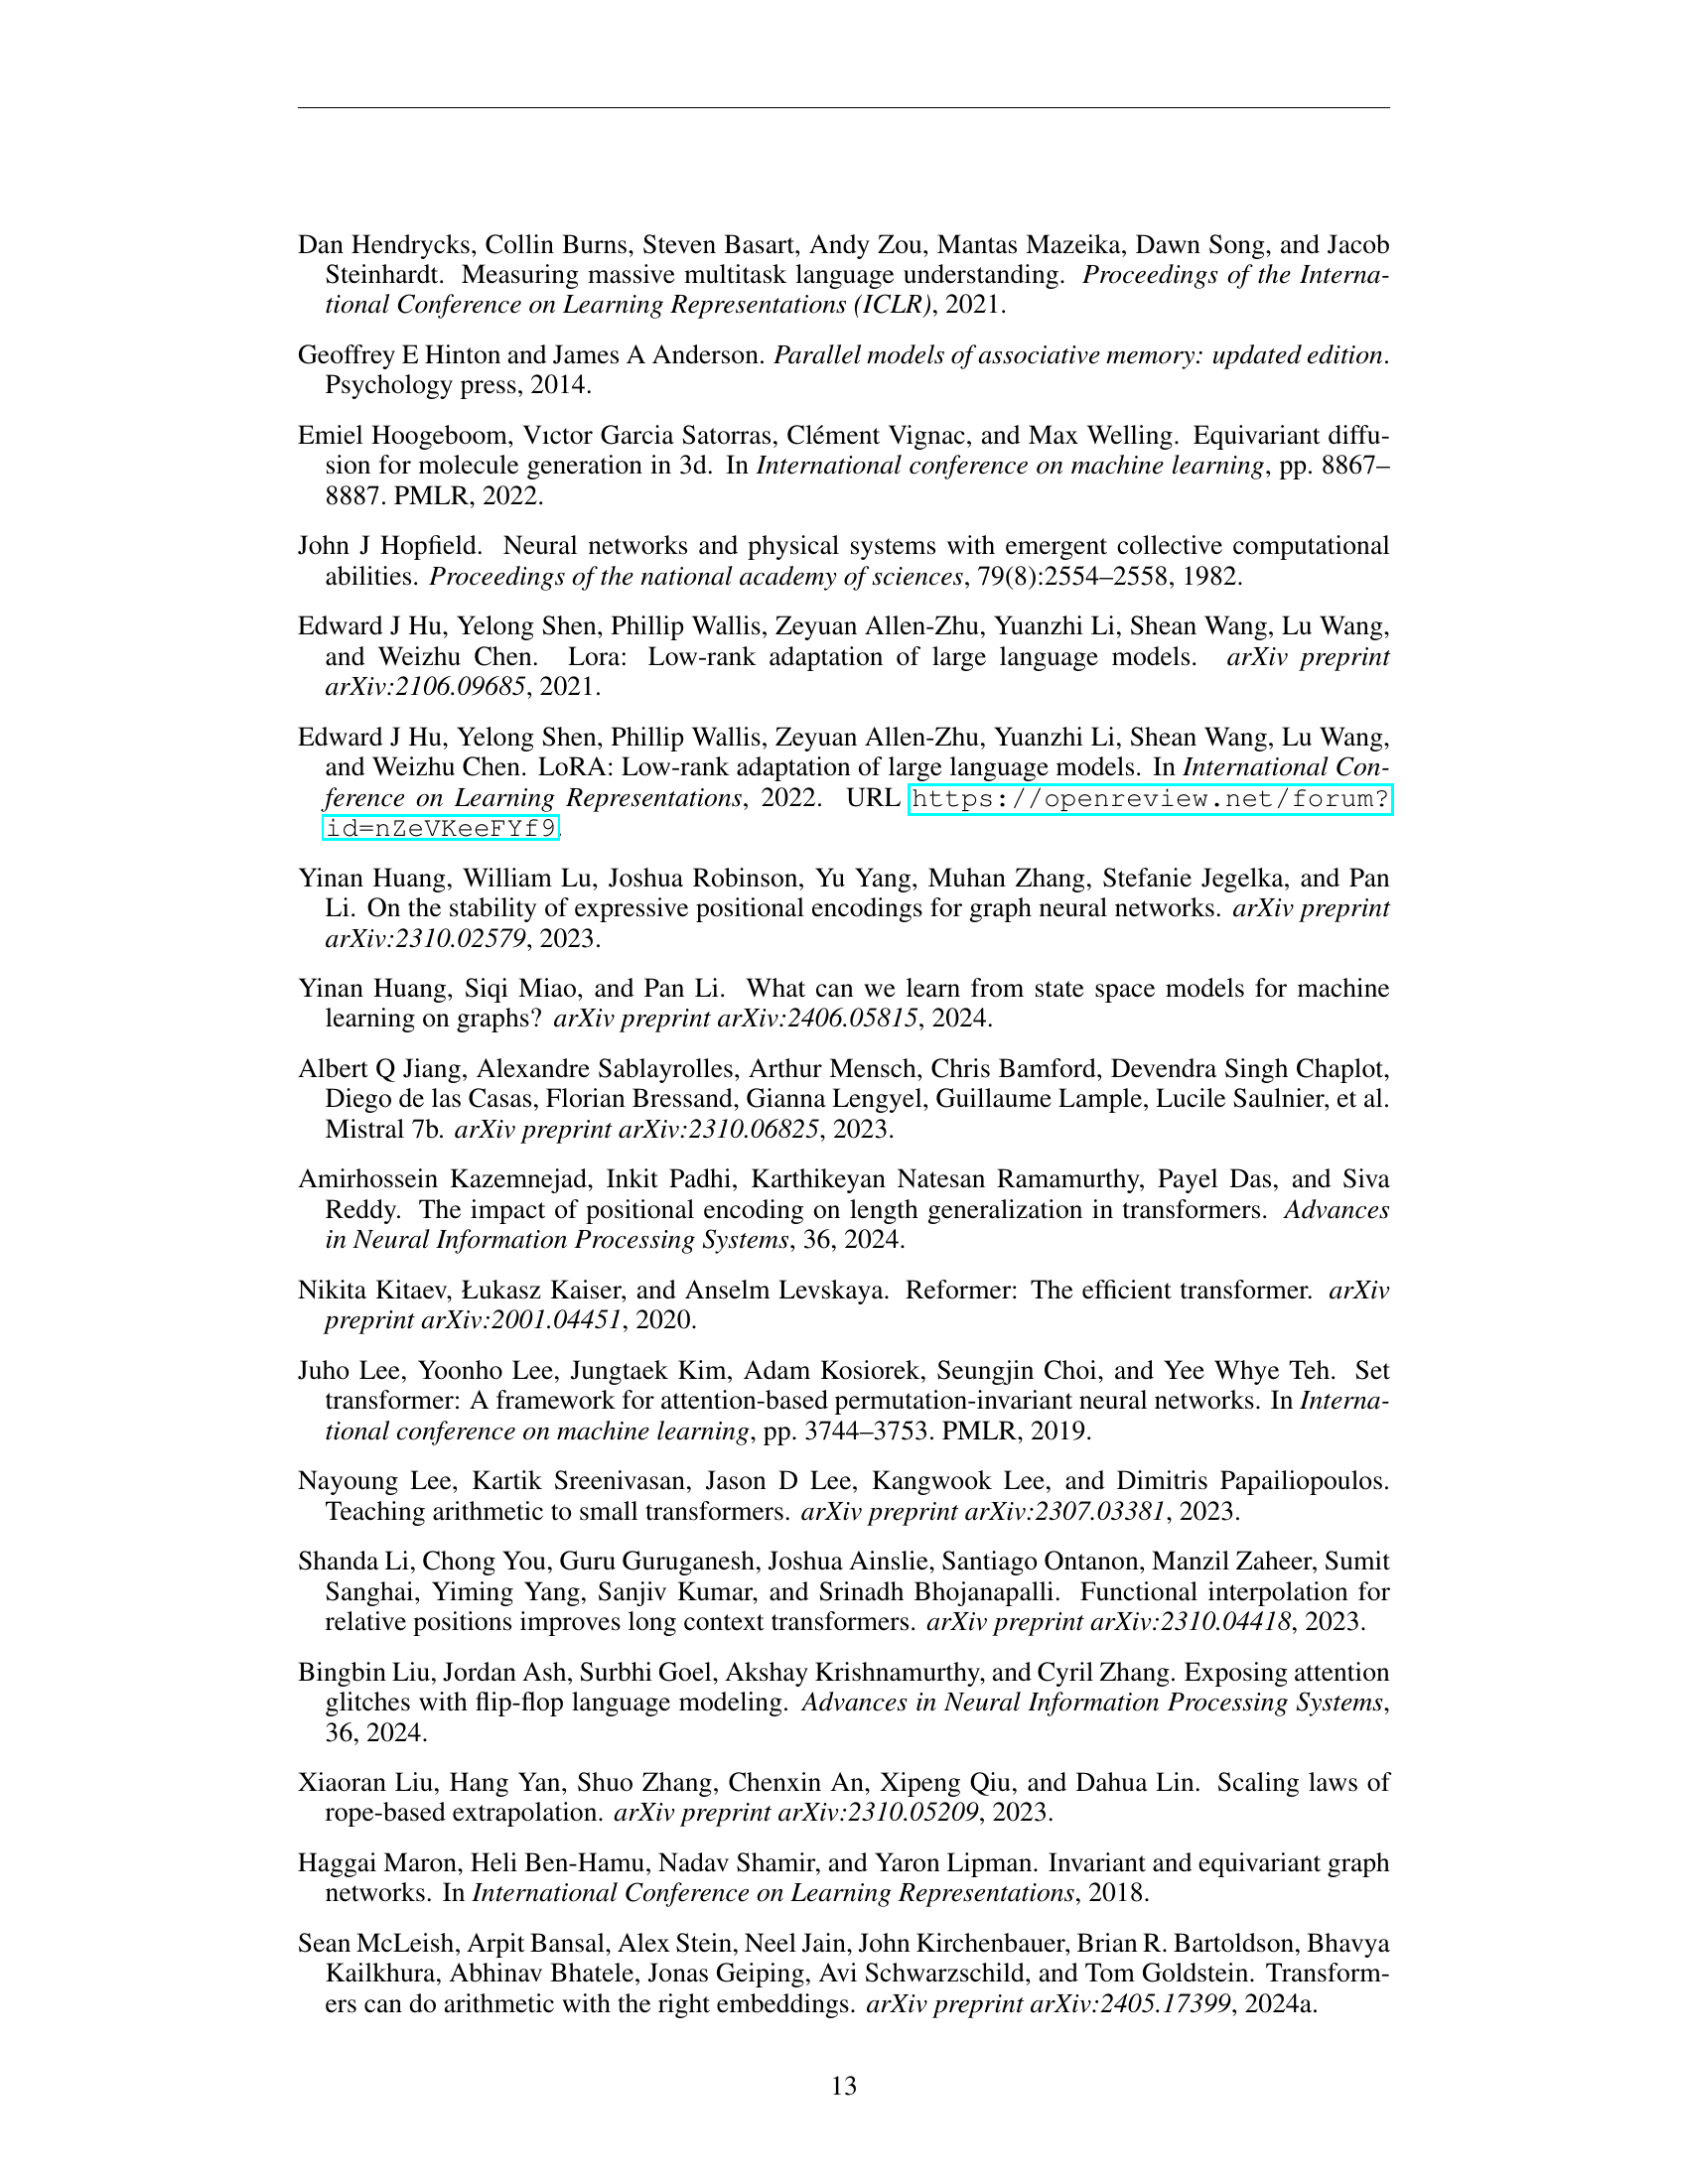 Dan Hendrycks, Collin Burns, Steven Basart, Andy Zou, Mantas Mazeika, Dawn Song, and Jacob
Steinhardt. Measuring massive multitask language understanding. Proceedings of the Interna-
tional Conference on Learning Representations (ICLR), 2021.
Geoffrey E Hinton and James A Anderson. Parallel models of associative memory: updated edition.
Psychology press, 2014.
Emiel Hoogeboom, Vıctor Garcia Satorras, Clément Vignac, and Max Welling. Equivariant diffu-
sion for molecule generation in 3d. In International conference on machine learning, pp. 8867–
8887. PMLR, 2022.
John J Hopfield. Neural networks and physical systems with emergent collective computational
abilities. Proceedings of the national academy of sciences, 79(8):2554–2558, 1982.
Edward J Hu, Yelong Shen, Phillip Wallis, Zeyuan Allen-Zhu, Yuanzhi Li, Shean Wang, Lu Wang,
and Weizhu Chen. Lora: Low-rank adaptation of large language models. arXiv preprint
arXiv:2106.09685, 2021.
Edward J Hu, Yelong Shen, Phillip Wallis, Zeyuan Allen-Zhu, Yuanzhi Li, Shean Wang, Lu Wang,
and Weizhu Chen. LoRA: Low-rank adaptation of large language models. In International Con-
ference on Learning Representations, 2022. URL https://openreview.net/forum?
id=nZeVKeeFYf9.
Yinan Huang, William Lu, Joshua Robinson, Yu Yang, Muhan Zhang, Stefanie Jegelka, and Pan
Li. On the stability of expressive positional encodings for graph neural networks. arXiv preprint
arXiv:2310.02579, 2023.
Yinan Huang, Siqi Miao, and Pan Li. What can we learn from state space models for machine
learning on graphs? arXiv preprint arXiv:2406.05815, 2024.
Albert Q Jiang, Alexandre Sablayrolles, Arthur Mensch, Chris Bamford, Devendra Singh Chaplot,
Diego de las Casas, Florian Bressand, Gianna Lengyel, Guillaume Lample, Lucile Saulnier, et al.
Mistral 7b. arXiv preprint arXiv:2310.06825, 2023.
Amirhossein Kazemnejad, Inkit Padhi, Karthikeyan Natesan Ramamurthy, Payel Das, and Siva
Reddy. The impact of positional encoding on length generalization in transformers. Advances
in Neural Information Processing Systems, 36, 2024.
Nikita Kitaev, Łukasz Kaiser, and Anselm Levskaya. Reformer: The efficient transformer. arXiv
preprint arXiv:2001.04451, 2020.
Juho Lee, Yoonho Lee, Jungtaek Kim, Adam Kosiorek, Seungjin Choi, and Yee Whye Teh. Set
transformer: A framework for attention-based permutation-invariant neural networks. In Interna-
tional conference on machine learning, pp. 3744–3753. PMLR, 2019.
Nayoung Lee, Kartik Sreenivasan, Jason D Lee, Kangwook Lee, and Dimitris Papailiopoulos.
Teaching arithmetic to small transformers. arXiv preprint arXiv:2307.03381, 2023.
Shanda Li, Chong You, Guru Guruganesh, Joshua Ainslie, Santiago Ontanon, Manzil Zaheer, Sumit
Sanghai, Yiming Yang, Sanjiv Kumar, and Srinadh Bhojanapalli. Functional interpolation for
relative positions improves long context transformers. arXiv preprint arXiv:2310.04418, 2023.
Bingbin Liu, Jordan Ash, Surbhi Goel, Akshay Krishnamurthy, and Cyril Zhang. Exposing attention
glitches with flip-flop language modeling. Advances in Neural Information Processing Systems,
36, 2024.
Xiaoran Liu, Hang Yan, Shuo Zhang, Chenxin An, Xipeng Qiu, and Dahua Lin. Scaling laws of
rope-based extrapolation. arXiv preprint arXiv:2310.05209, 2023.
Haggai Maron, Heli Ben-Hamu, Nadav Shamir, and Yaron Lipman. Invariant and equivariant graph
networks. In International Conference on Learning Representations, 2018.
Sean McLeish, Arpit Bansal, Alex Stein, Neel Jain, John Kirchenbauer, Brian R. Bartoldson, Bhavya
Kailkhura, Abhinav Bhatele, Jonas Geiping, Avi Schwarzschild, and Tom Goldstein. Transform-
ers can do arithmetic with the right embeddings. arXiv preprint arXiv:2405.17399, 2024a.
13